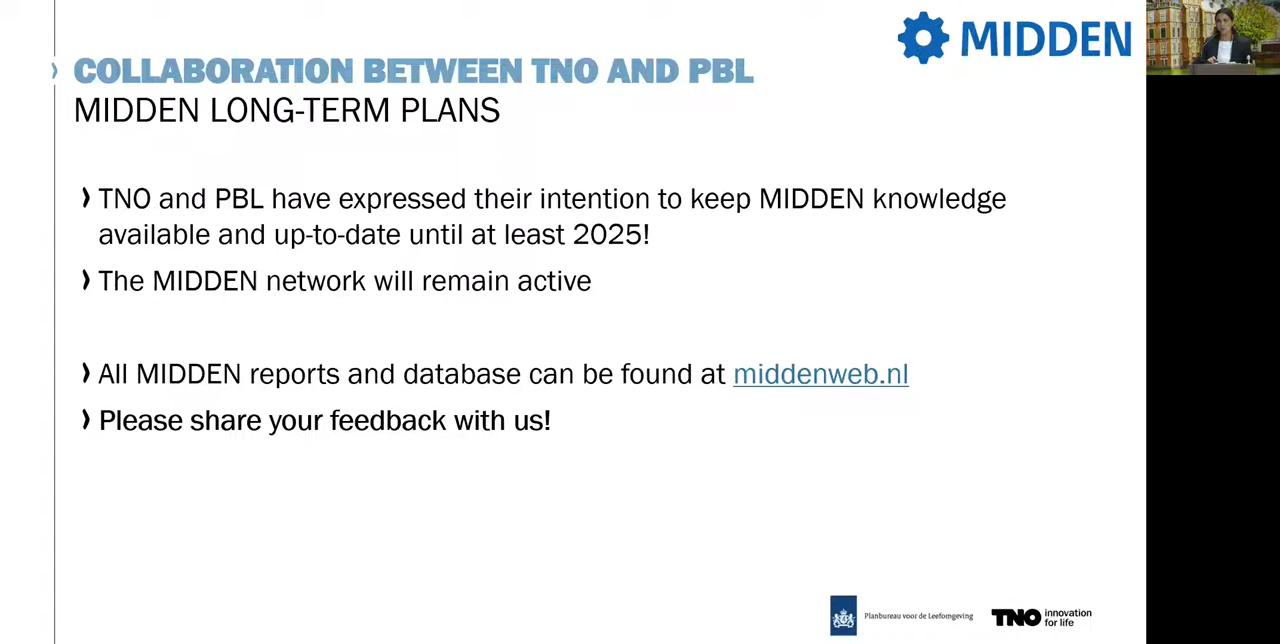 MIDDEN
COLLABORATION BETWEEN TNO AND PBL
MIDDEN LONG-TERM PLANS
TNO and PBL have expressed their intention to keep MIDDEN knowledge
available and up-to-date until at least 2025!
The MIDDEN network will remain active
All MIDDEN reports and database can be found at middenweb.nl
Please share your feedback with us!
Planbureau voor de Leefomgeving
TNO innovation
for life